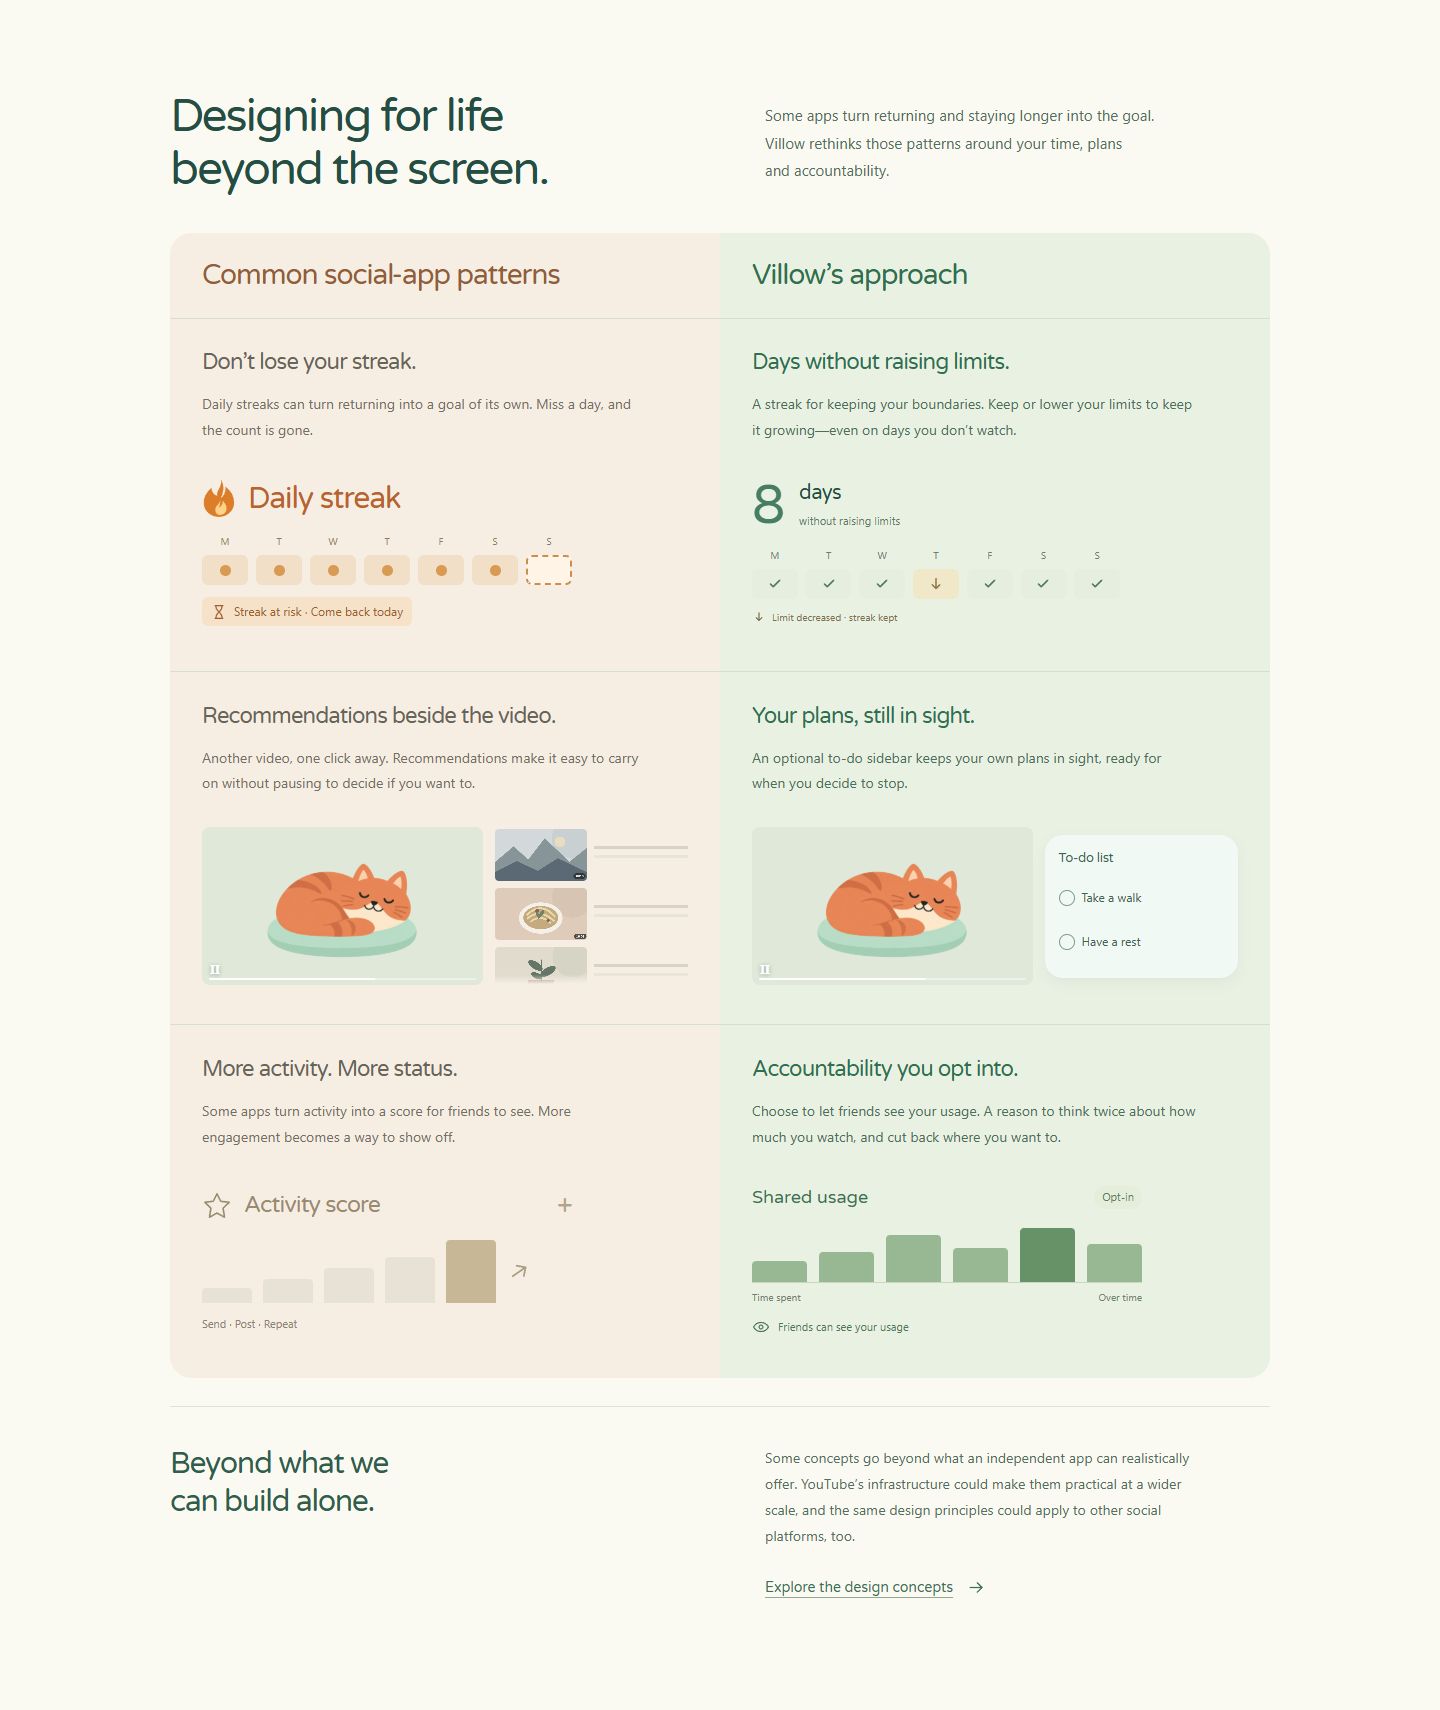 Designing for life
beyond the screen.
Some apps turn returning and staying longer into the goal.
Villow rethinks those patterns around your time, plans
and accountability.
Common social-app patterns
Villow’s approach
Don’t lose your streak.
Daily streaks can turn returning into a goal of its own. Miss a day, and
the count is gone.
Daily streak
M T W T F S S
Streak at risk · Come back today
Days without raising limits.
A streak for keeping your boundaries. Keep or lower your limits to keep
it growing—even on days you don’t watch.
8 days
without raising limits
M T W T F S S
Limit decreased · streak kept
Recommendations beside the video.
Another video, one click away. Recommendations make it easy to carry
on without pausing to decide if you want to.
Your plans, still in sight.
An optional to-do sidebar keeps your own plans in sight, ready for
when you decide to stop.
To-do list
Take a walk
Have a rest
More activity. More status.
Some apps turn activity into a score for friends to see. More
engagement becomes a way to show off.
Activity score +
Send · Post · Repeat
Accountability you opt into.
Choose to let friends see your usage. A reason to think twice about how
much you watch, and cut back where you want to.
Shared usage Opt-in
Time spent Over time
Friends can see your usage
Beyond what we
can build alone.
Some concepts go beyond what an independent app can realistically
offer. YouTube’s infrastructure could make them practical at a wider
scale, and the same design principles could apply to other social
platforms, too.
Explore the design concepts →